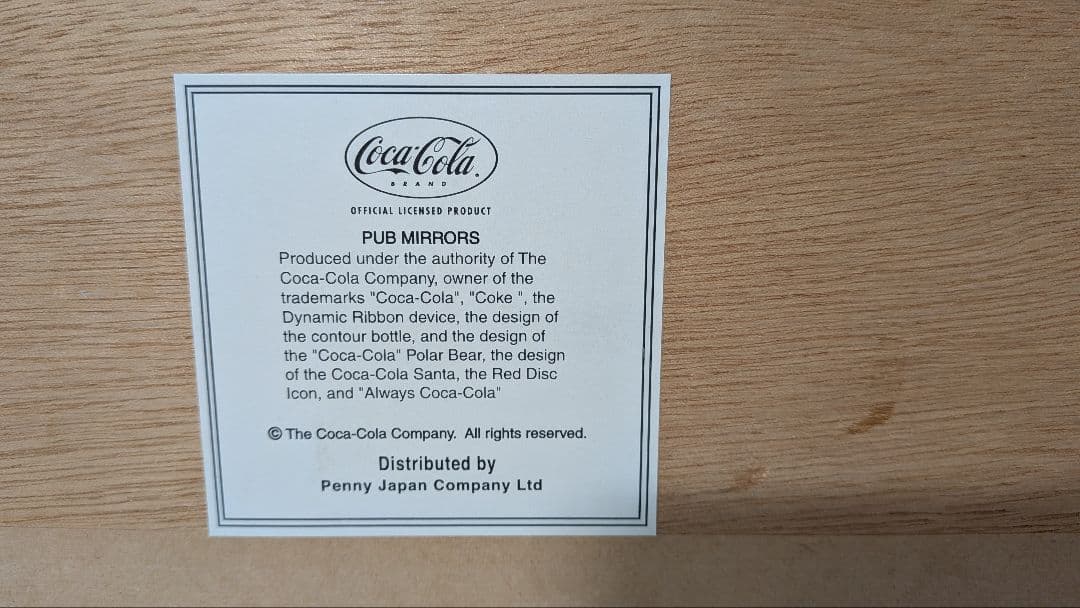 Coca-Cola
BRAND
OFFICIAL LICENSED PRODUCT
PUB MIRRORS
Produced under the authority of The
Coca-Cola Company, owner of the
trademarks "Coca-Cola", "Coke ", the
Dynamic Ribbon device, the design of
the contour bottle, and the design of
the "Coca-Cola" Polar Bear, the design
of the Coca-Cola Santa, the Red Disc
Icon, and "Always Coca-Cola"
© The Coca-Cola Company. All rights reserved.
Distributed by
Penny Japan Company Ltd